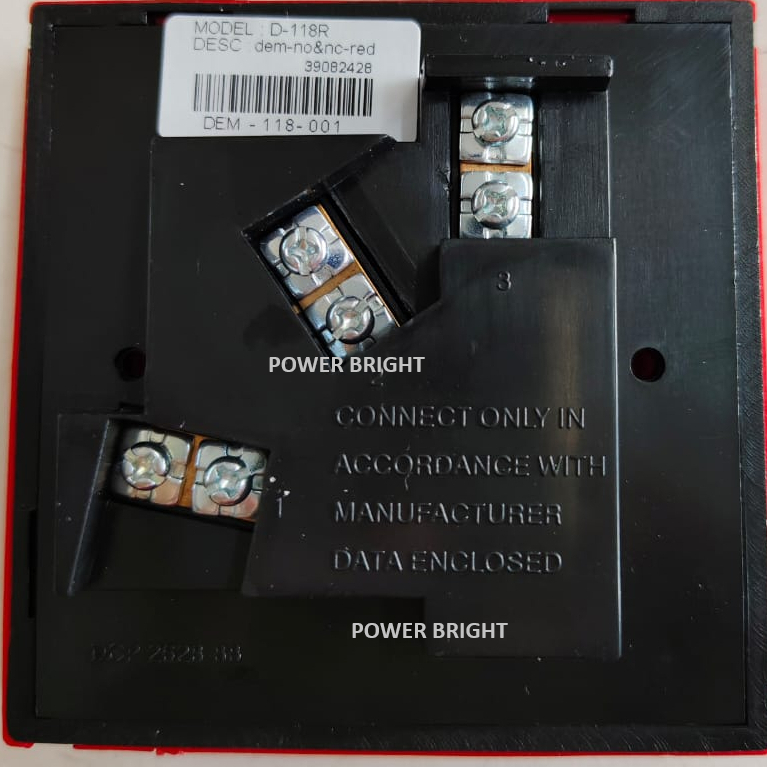 MODEL : D-118R
DESC : dem-no&nc-red
39082428
DEM - 118- 001
3
POWER BRIGHT
2
CONNECT ONLY IN
ACCORDANCE WITH
1
MANUFACTURER
DATA ENCLOSED
POWER BRIGHT